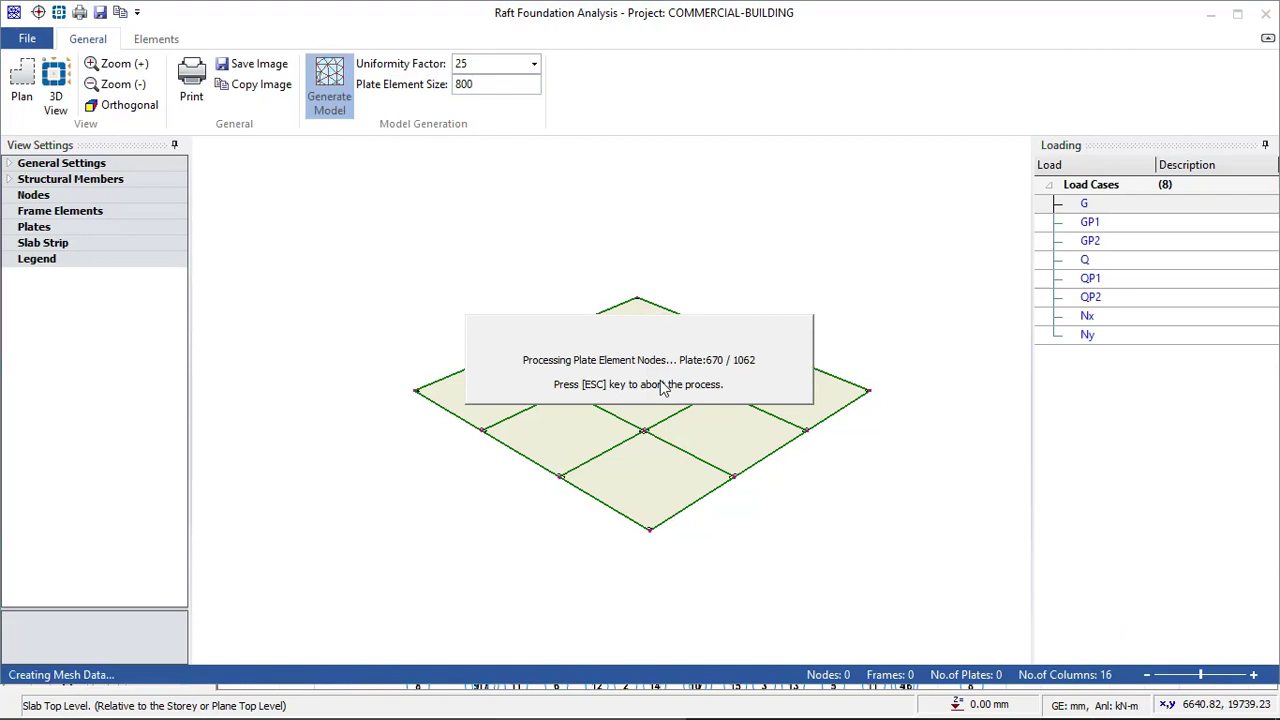 Raft Foundation Analysis - Project: COMMERCIAL-BUILDING
File
General
Elements
Zoom (+)
Save Image
Uniformity Factor:
25
Zoom (-)
Copy Image
Plate Element Size:
800
Plan
3D
View
Orthogonal
Print
Generate
Model
View
General
Model Generation
View Settings
General Settings
Structural Members
Nodes
Frame Elements
Plates
Slab Strip
Legend
Processing Plate Element Nodes... Plate:670 / 1062
Press [ESC] key to abort the process.
Loading
Load
Description
Load Cases
(8)
G
GP1
GP2
Q
QP1
QP2
Nx
Ny
Creating Mesh Data...
Nodes: 0
Frames: 0
No.of Plates: 0
No.of Columns: 16
Slab Top Level. (Relative to the Storey or Plane Top Level)
Z=
0.00 mm
GE: mm, Anl: kN-m
x,y
6640.82, 19739.23